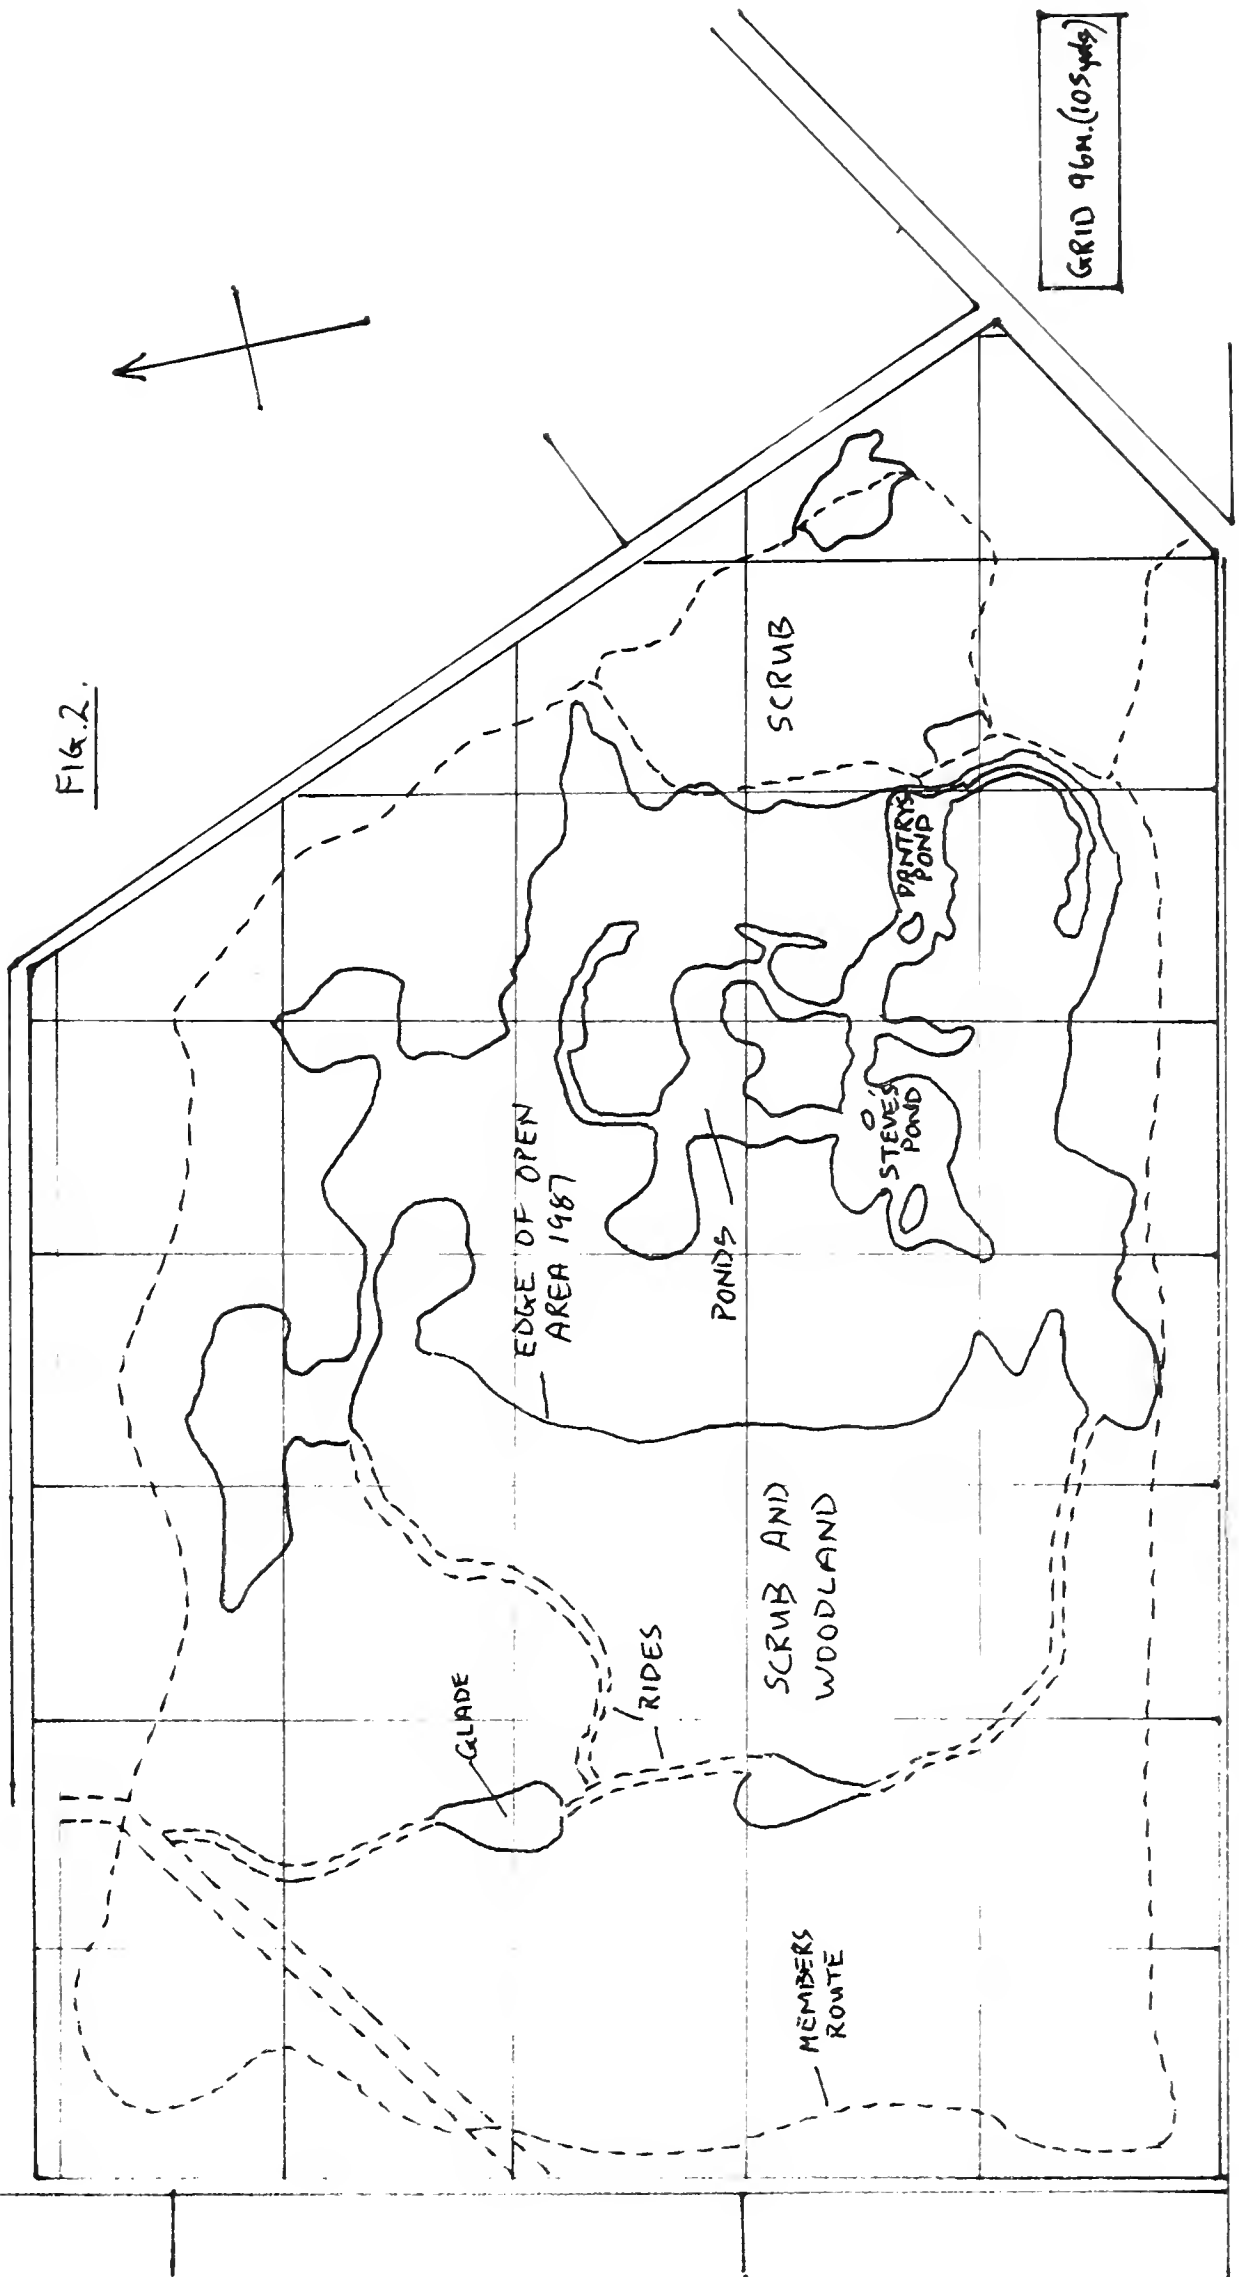 FIG.2.
GRID 96M.(105yds)
SCRUB
DANTRYS
POND
STEVE'S
POND
EDGE OF OPEN
AREA 1987
PONDS
SCRUB AND
WOODLAND
GLADE
RIDES
MEMBERS
ROUTE